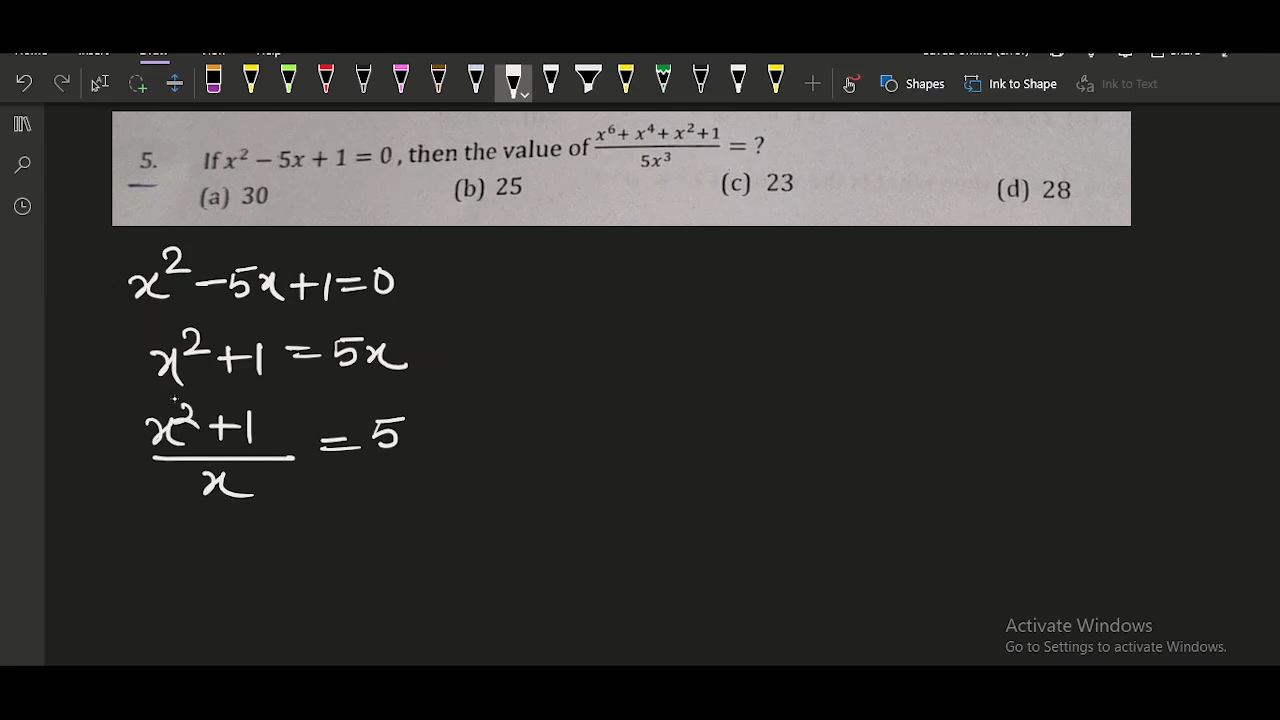 Shapes
Ink to Shape
Ink to Text
5. If x² − 5x + 1 = 0, then the value of (x⁶ + x⁴ + x² + 1)/(5x³) = ?
(a) 30 (b) 25 (c) 23 (d) 28
x² − 5x + 1 = 0
x² + 1 = 5x
(x² + 1)/x = 5
Activate Windows
Go to Settings to activate Windows.